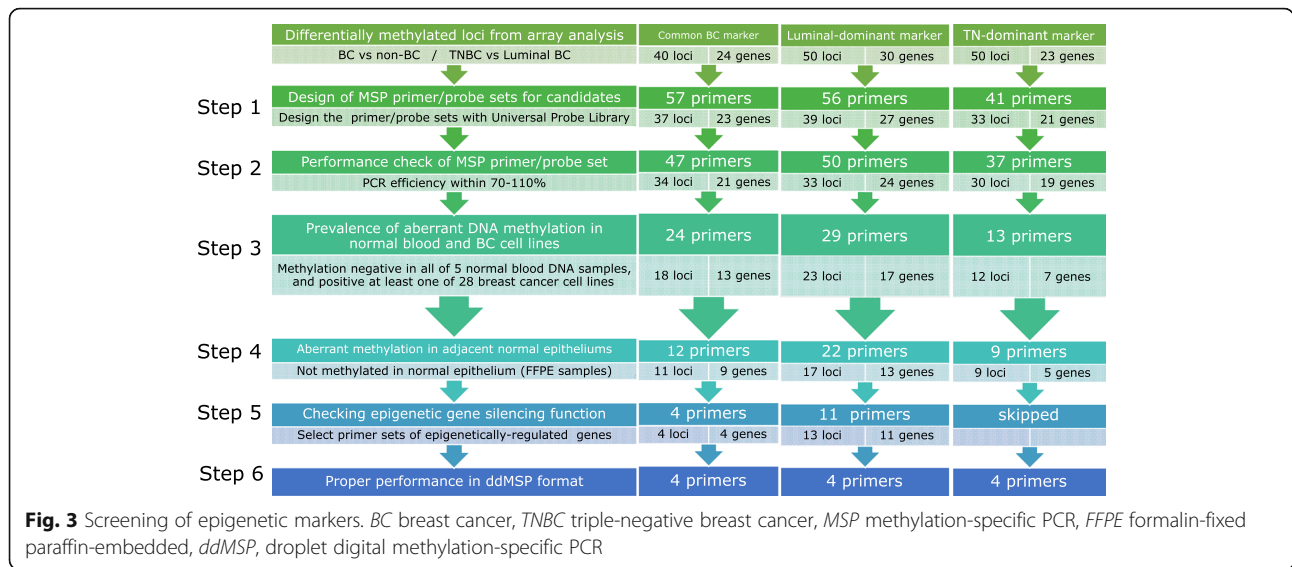 Differentially methylated loci from array analysis Common BC marker Luminal-dominant marker TN-dominant marker
BC vs non-BC / TNBC vs Luminal BC 40 loci 24 genes 50 loci 30 genes 50 loci 23 genes
Step 1 Design of MSP primer/probe sets for candidates 57 primers 56 primers 41 primers
Design the primer/probe sets with Universal Probe Library 37 loci 23 genes 39 loci 27 genes 33 loci 21 genes
Step 2 Performance check of MSP primer/probe set 47 primers 50 primers 37 primers
PCR efficiency within 70-110% 34 loci 21 genes 33 loci 24 genes 30 loci 19 genes
Step 3 Prevalence of aberrant DNA methylation in
normal blood and BC cell lines 24 primers 29 primers 13 primers
Methylation negative in all of 5 normal blood DNA samples,
and positive at least one of 28 breast cancer cell lines 18 loci 13 genes 23 loci 17 genes 12 loci 7 genes
Step 4 Aberrant methylation in adjacent normal epitheliums 12 primers 22 primers 9 primers
Not methylated in normal epithelium (FFPE samples) 11 loci 9 genes 17 loci 13 genes 9 loci 5 genes
Step 5 Checking epigenetic gene silencing function 4 primers 11 primers skipped
Select primer sets of epigenetically-regulated genes 4 loci 4 genes 13 loci 11 genes
Step 6 Proper performance in ddMSP format 4 primers 4 primers 4 primers
Fig. 3 Screening of epigenetic markers. BC breast cancer, TNBC triple-negative breast cancer, MSP methylation-specific PCR, FFPE formalin-fixed
paraffin-embedded, ddMSP, droplet digital methylation-specific PCR